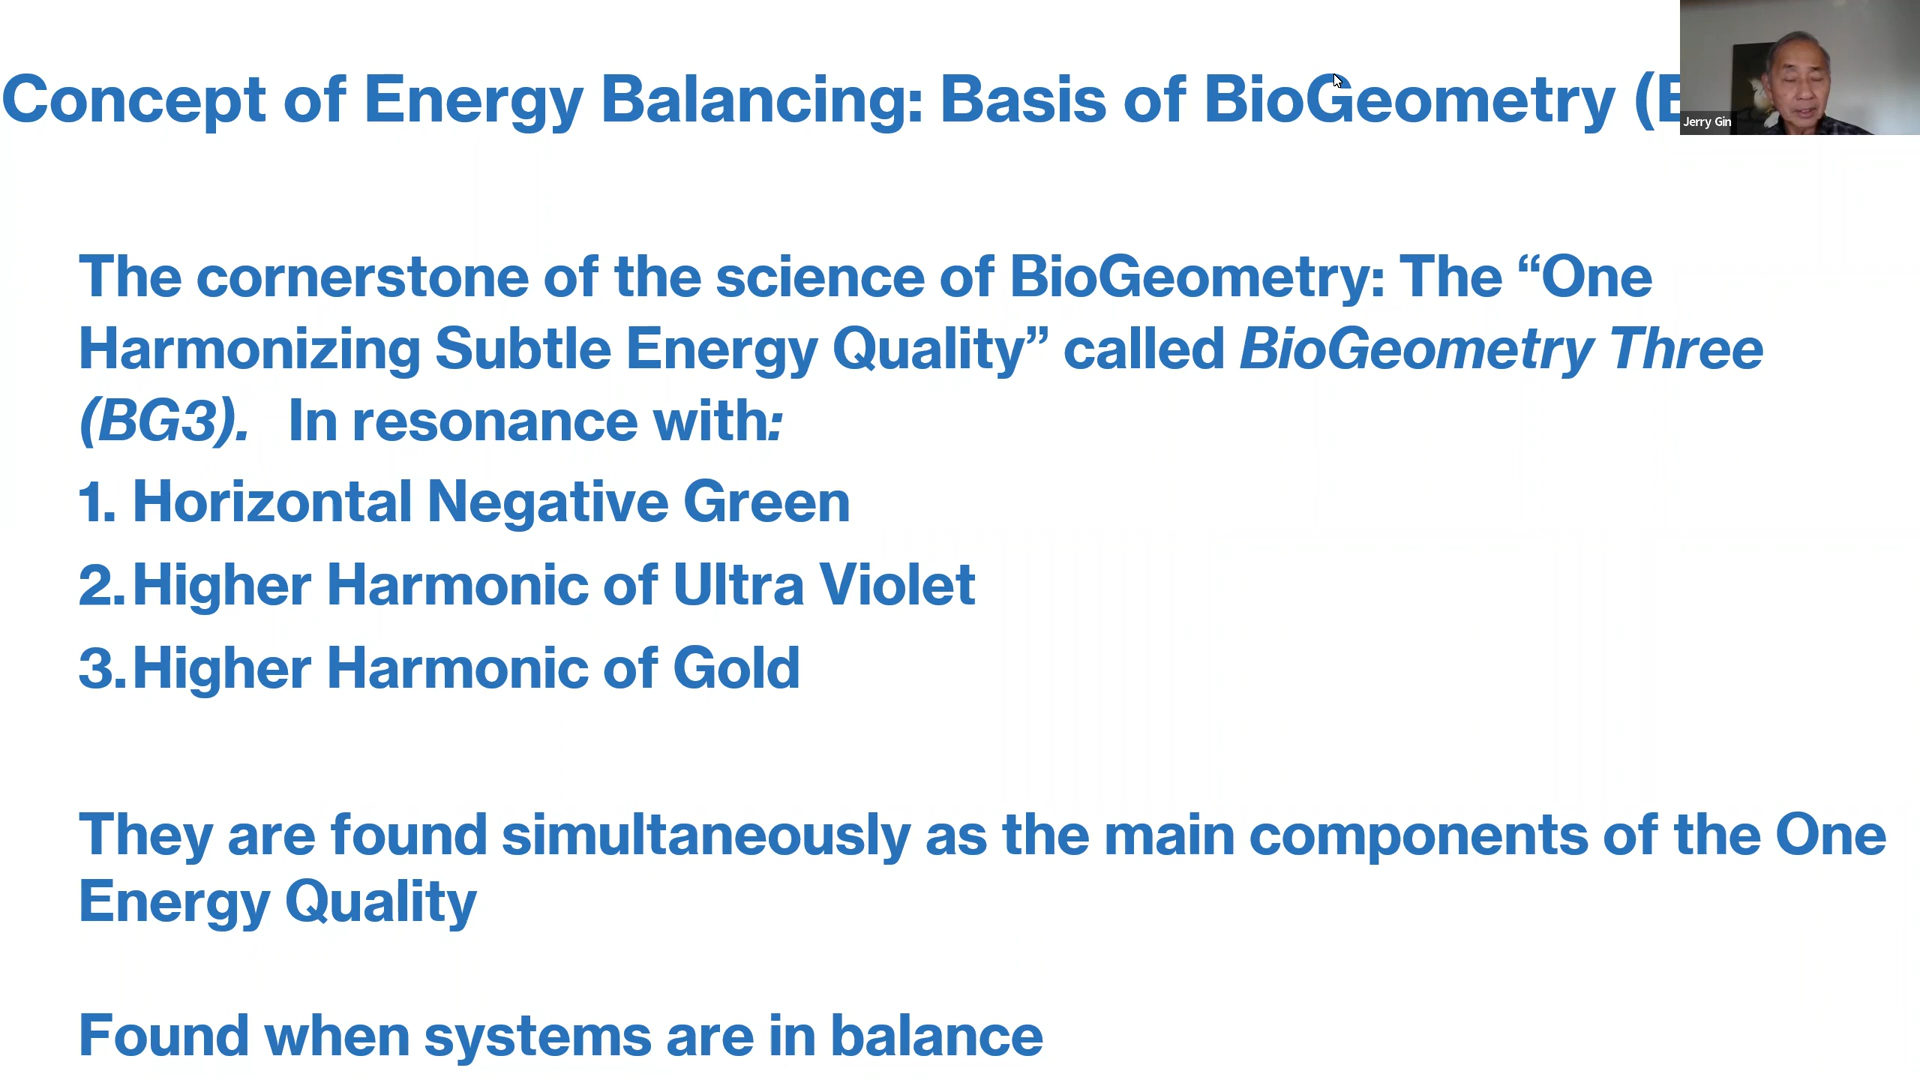 Concept of Energy Balancing: Basis of BioGeometry (
Jerry Gin
The cornerstone of the science of BioGeometry: The “One
Harmonizing Subtle Energy Quality” called BioGeometry Three
(BG3). In resonance with:
1. Horizontal Negative Green
2. Higher Harmonic of Ultra Violet
3. Higher Harmonic of Gold
They are found simultaneously as the main components of the One
Energy Quality
Found when systems are in balance